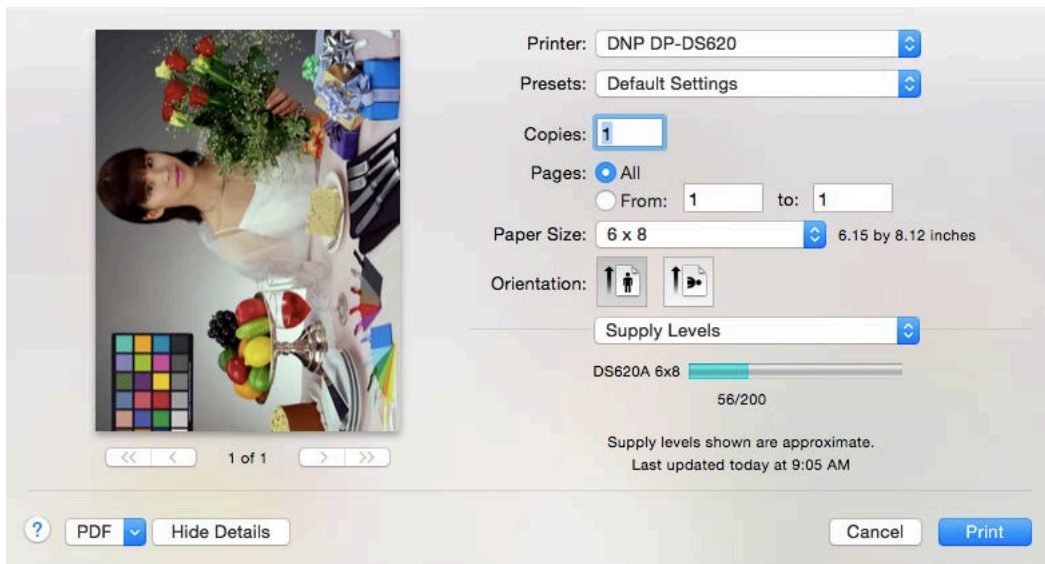 Printer: DNP DP-DS620
Presets: Default Settings
Copies: 1
Pages: All
From: 1 to: 1
Paper Size: 6 x 8 6.15 by 8.12 inches
Orientation:
Supply Levels
DS620A 6x8
56/200
Supply levels shown are approximate.
Last updated today at 9:05 AM
<< < 1 of 1 > >>
? PDF Hide Details Cancel Print